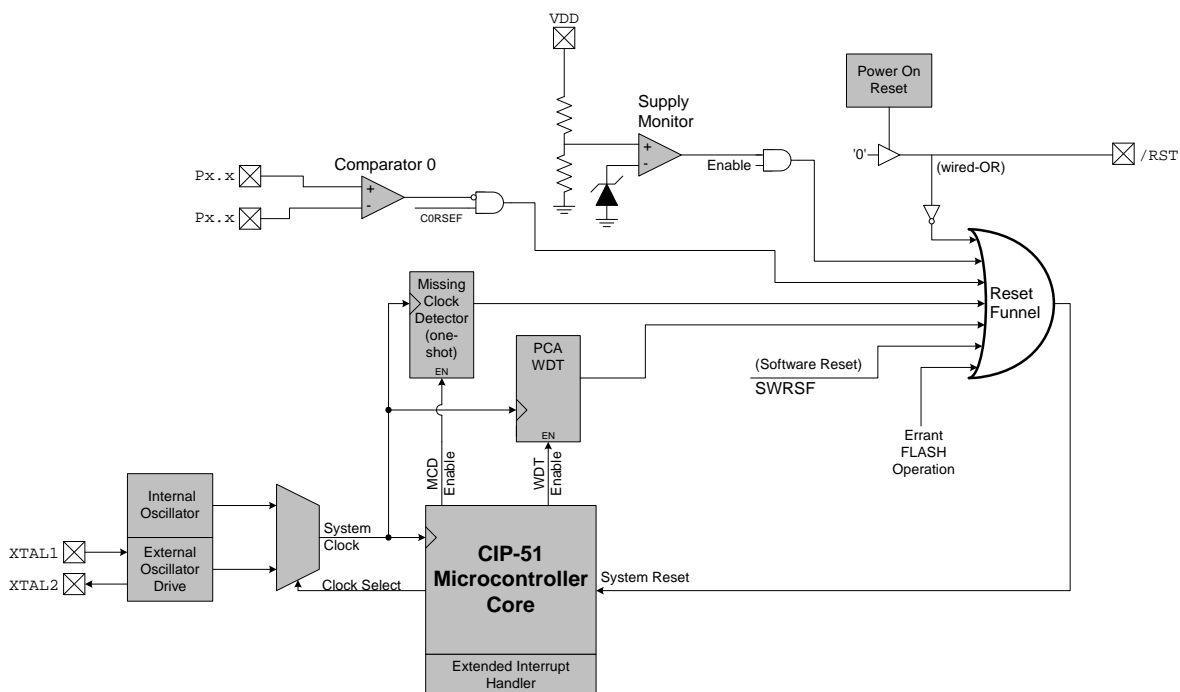 VDD
Power On
Reset
Supply
Monitor
+
-
Enable
'0'
(wired-OR)
/RST
Comparator 0
Px.x
+
-
Px.x
C0RSEF
Missing
Clock
Detector
(one-
shot)
EN
PCA
WDT
EN
Reset
Funnel
(Software Reset)
SWRSF
Errant
FLASH
Operation
MCD
Enable
WDT
Enable
Internal
Oscillator
System
Clock
XTAL1
XTAL2
External
Oscillator
Drive
Clock Select
CIP-51
Microcontroller
Core
System Reset
Extended Interrupt
Handler